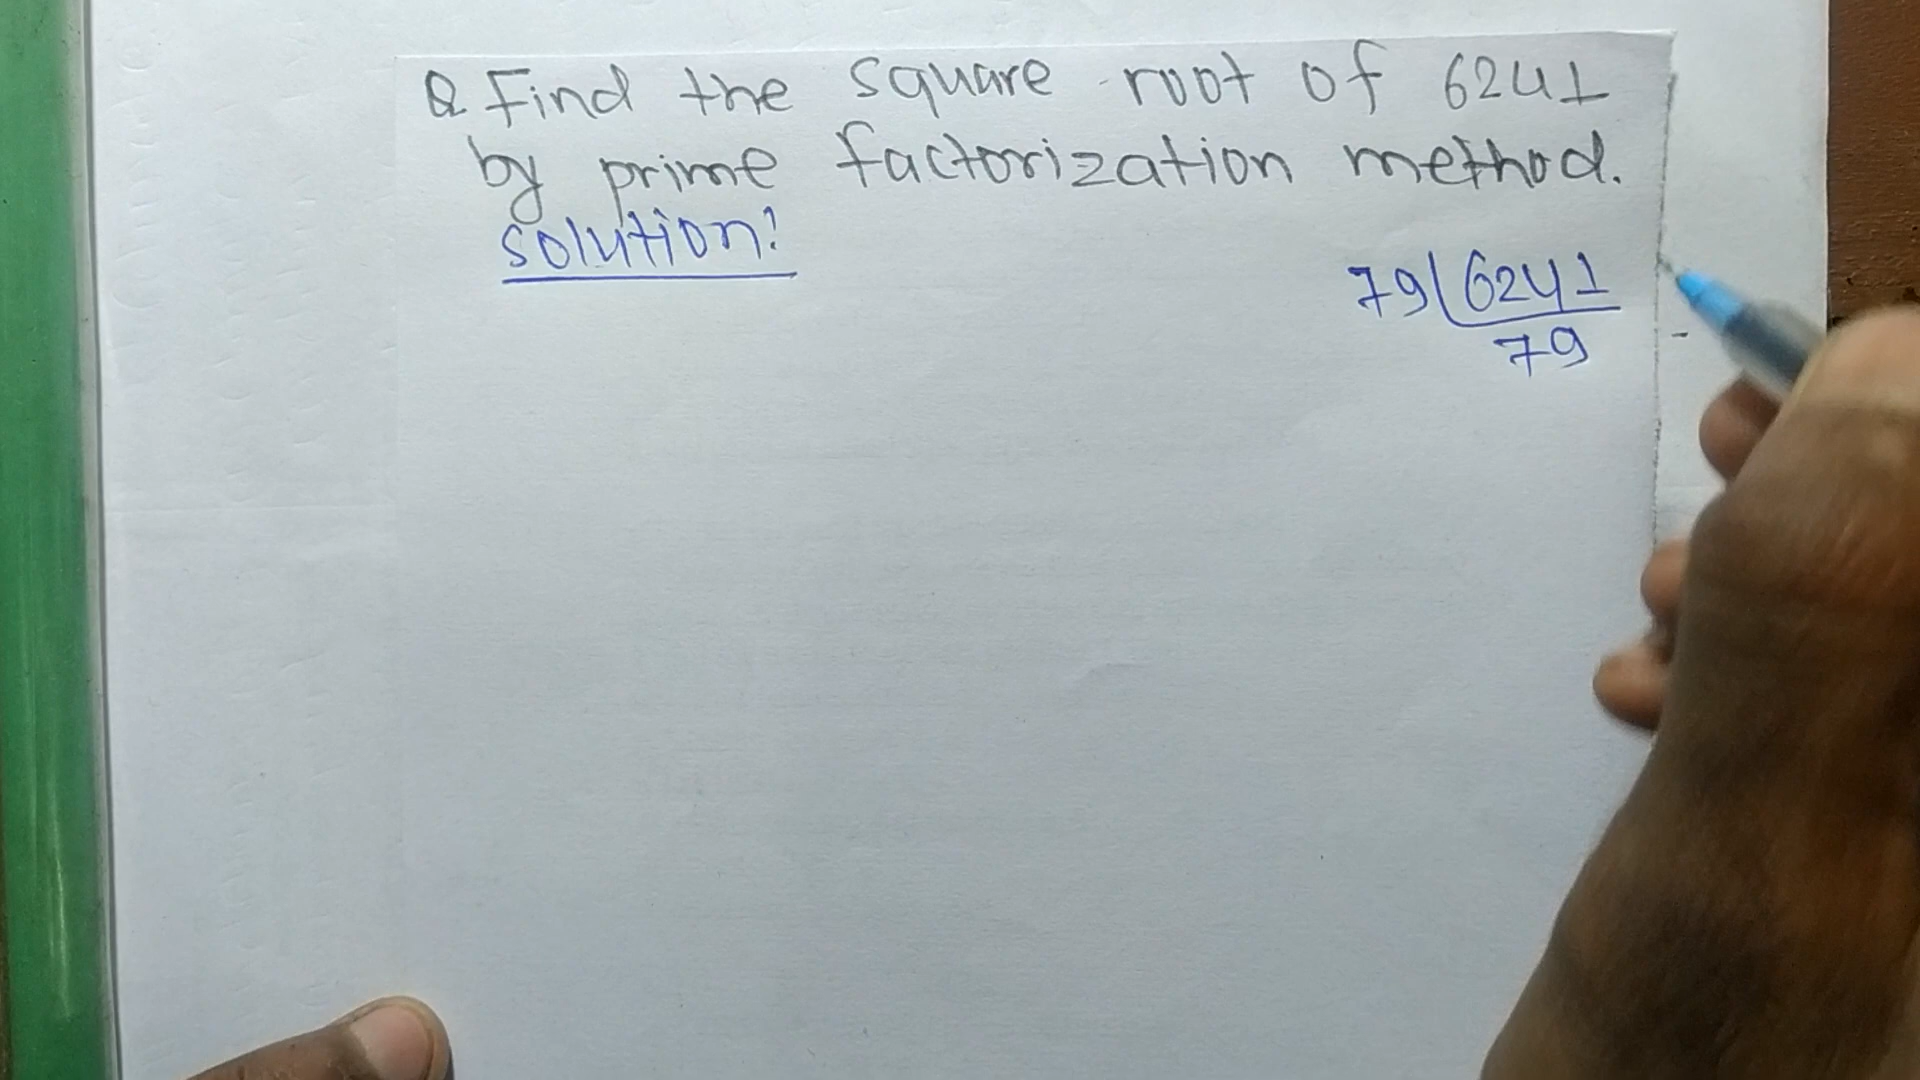 Q Find the square root of 6241
by prime factorization method.
solution:
79 6241
79